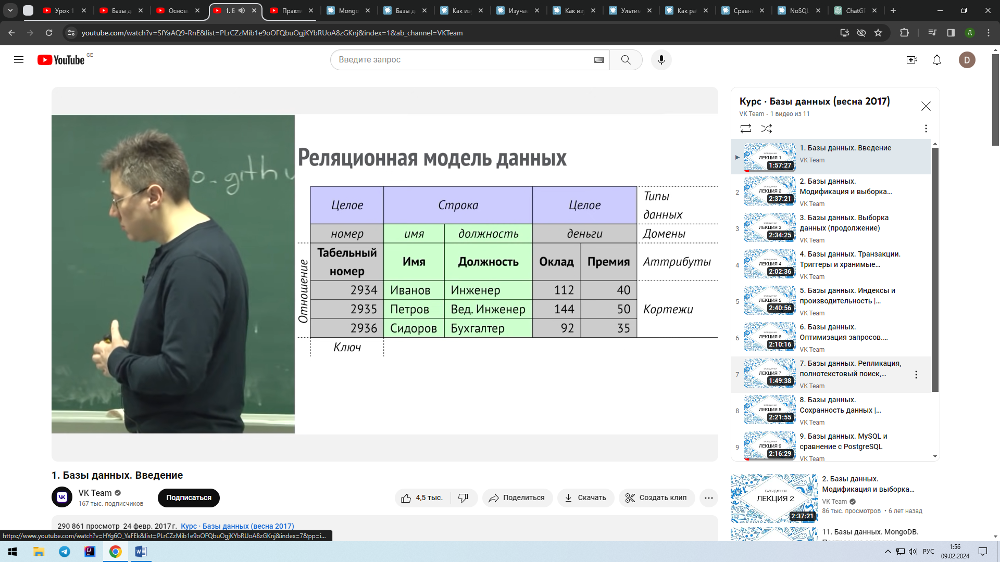 Урок 1
Базы д
Основ
1. Б
Практи
Mongo
Базы д
Как из
Изучае
Как из
Ультим
Как ра
Сравн
NoSQL
ChatG
youtube.com/watch?v=SfYaAQ9-RnE&list=PLrCZzMib1e9oOFQbuOgjKYbRUoA8zGKnj&index=1&ab_channel=VKTeam
YouTube GE
Введите запрос
D
o-githu
Реляционная модель данных
Целое Строка Целое Типы данных
номер имя должность деньги Домены
Отношение
Табельный номер Имя Должность Оклад Премия Аттрибуты
2934 Иванов Инженер 112 40
2935 Петров Вед. Инженер 144 50 Кортежи
2936 Сидоров Бухгалтер 92 35
Ключ
Курс · Базы данных (весна 2017)
VK Team - 1 видео из 11
ЛЕКЦИЯ 1
1:57:27
1. Базы данных. Введение
VK Team
2
ЛЕКЦИЯ 2
2:37:21
2. Базы данных.
Модификация и выборка…
VK Team
3
ЛЕКЦИЯ 3
2:34:25
3. Базы данных. Выборка
данных (продолжение)
VK Team
4
ЛЕКЦИЯ 4
2:02:36
4. Базы данных. Транзакции.
Триггеры и хранимые…
VK Team
5
ЛЕКЦИЯ 5
2:40:56
5. Базы данных. Индексы и
производительность |…
VK Team
6
ЛЕКЦИЯ 6
2:10:16
6. Базы данных.
Оптимизация запросов.…
VK Team
7
ЛЕКЦИЯ 7
1:49:38
7. Базы данных. Репликация,
полнотекстовый поиск,…
VK Team
8
ЛЕКЦИЯ 8
2:21:55
8. Базы данных.
Сохранность данных |…
VK Team
9
ЛЕКЦИЯ 9
2:16:29
9. Базы данных. MySQL и
сравнение с PostgreSQL
VK Team
1. Базы данных. Введение
VK Team
167 тыс. подписчиков
Подписаться
4,5 тыс.
Поделиться
Скачать
Создать клип
290 861 просмотр 24 февр. 2017 г. Курс · Базы данных (весна 2017)
БАЗЫ ДАННЫХ
ЛЕКЦИЯ 2
2:37:21
2. Базы данных.
Модификация и выборка…
VK Team
86 тыс. просмотров • 6 лет назад
11. Базы данных. MongoDB.
https://www.youtube.com/watch?v=HYg6O_YaFEk&list=PLrCZzMib1e9oOFQbuOgjKYbRUoA8zGKnj&index=7&pp=i...
РУС
1:56
09.02.2024